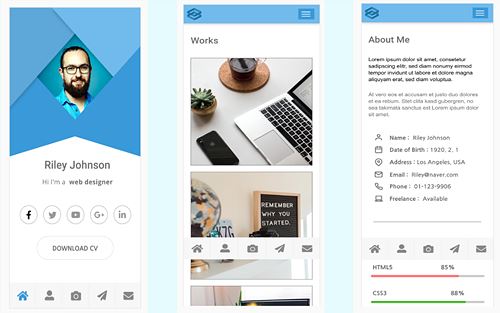 Riley Johnson
Hi I'm a web designer
DOWNLOAD CV
Works
REMEMBER
WHY YOU
STARTED.
About Me
Lorem ipsum dolor sit amet, consetetur
sadipscing elitr, sed diam nonumy eirmod
tempor invidunt ut labore et dolore magna
aliquyam erat, sed diam voluptua.
At vero eos et accusam et justo duo dolores
et ea rebum. Stet clita kasd gubergren, no
sea takimata sanctus est Lorem ipsum dolor
sit amet.
Name : Riley Johnson
Date of Birth : 1920. 2. 1
Address : Los Angeles, USA
Email : Riley@naver.com
Phone : 01-123-9906
Freelance : Available
HTML5 85%
CSS3 88%